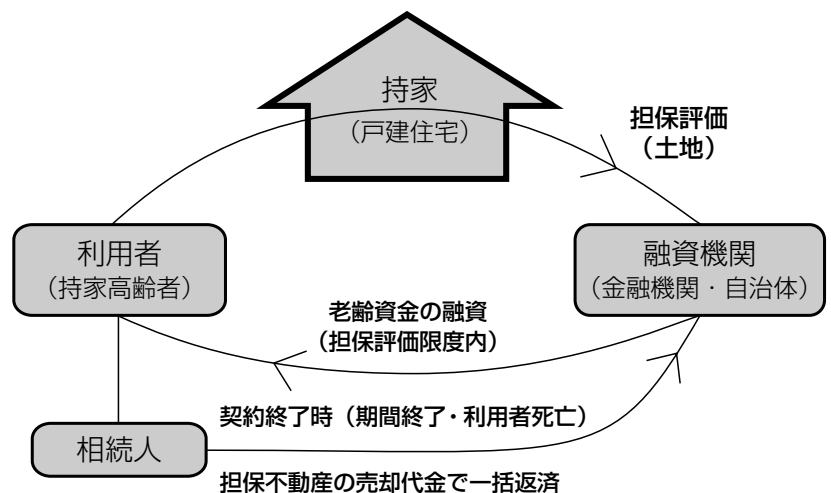 持家
（戸建住宅）
担保評価
（土地）
利用者
（持家高齢者）
融資機関
（金融機関・自治体）
老齢資金の融資
（担保評価限度内）
契約終了時（期間終了・利用者死亡）
相続人
担保不動産の売却代金で一括返済